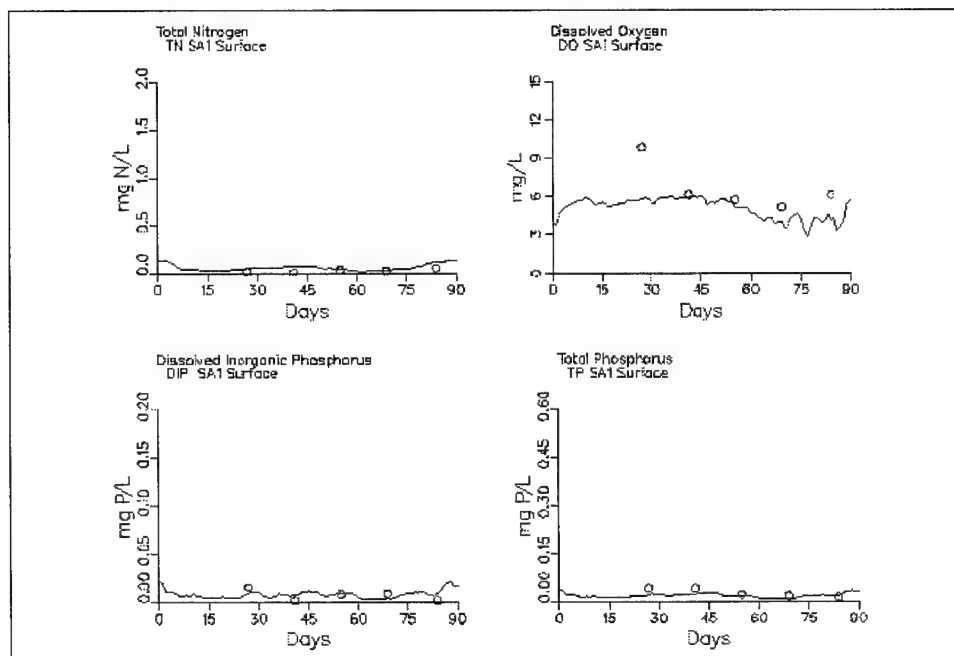 Total Nitrogen
TN SA1 Surface
2.0
1.5
1.0
0.5
0.0
mg N/L
0 15 30 45 60 75 90
Days
Dissolved Oxygen
DO SA1 Surface
15
12
9
6
3
0
mg/L
0 15 30 45 60 75 90
Days
Dissolved Inorganic Phosphorus
DIP SA1 Surface
0.20
0.15
0.10
0.05
0.00
mg P/L
0 15 30 45 60 75 90
Days
Total Phosphorus
TP SA1 Surface
0.60
0.45
0.30
0.15
0.00
mg P/L
0 15 30 45 60 75 90
Days